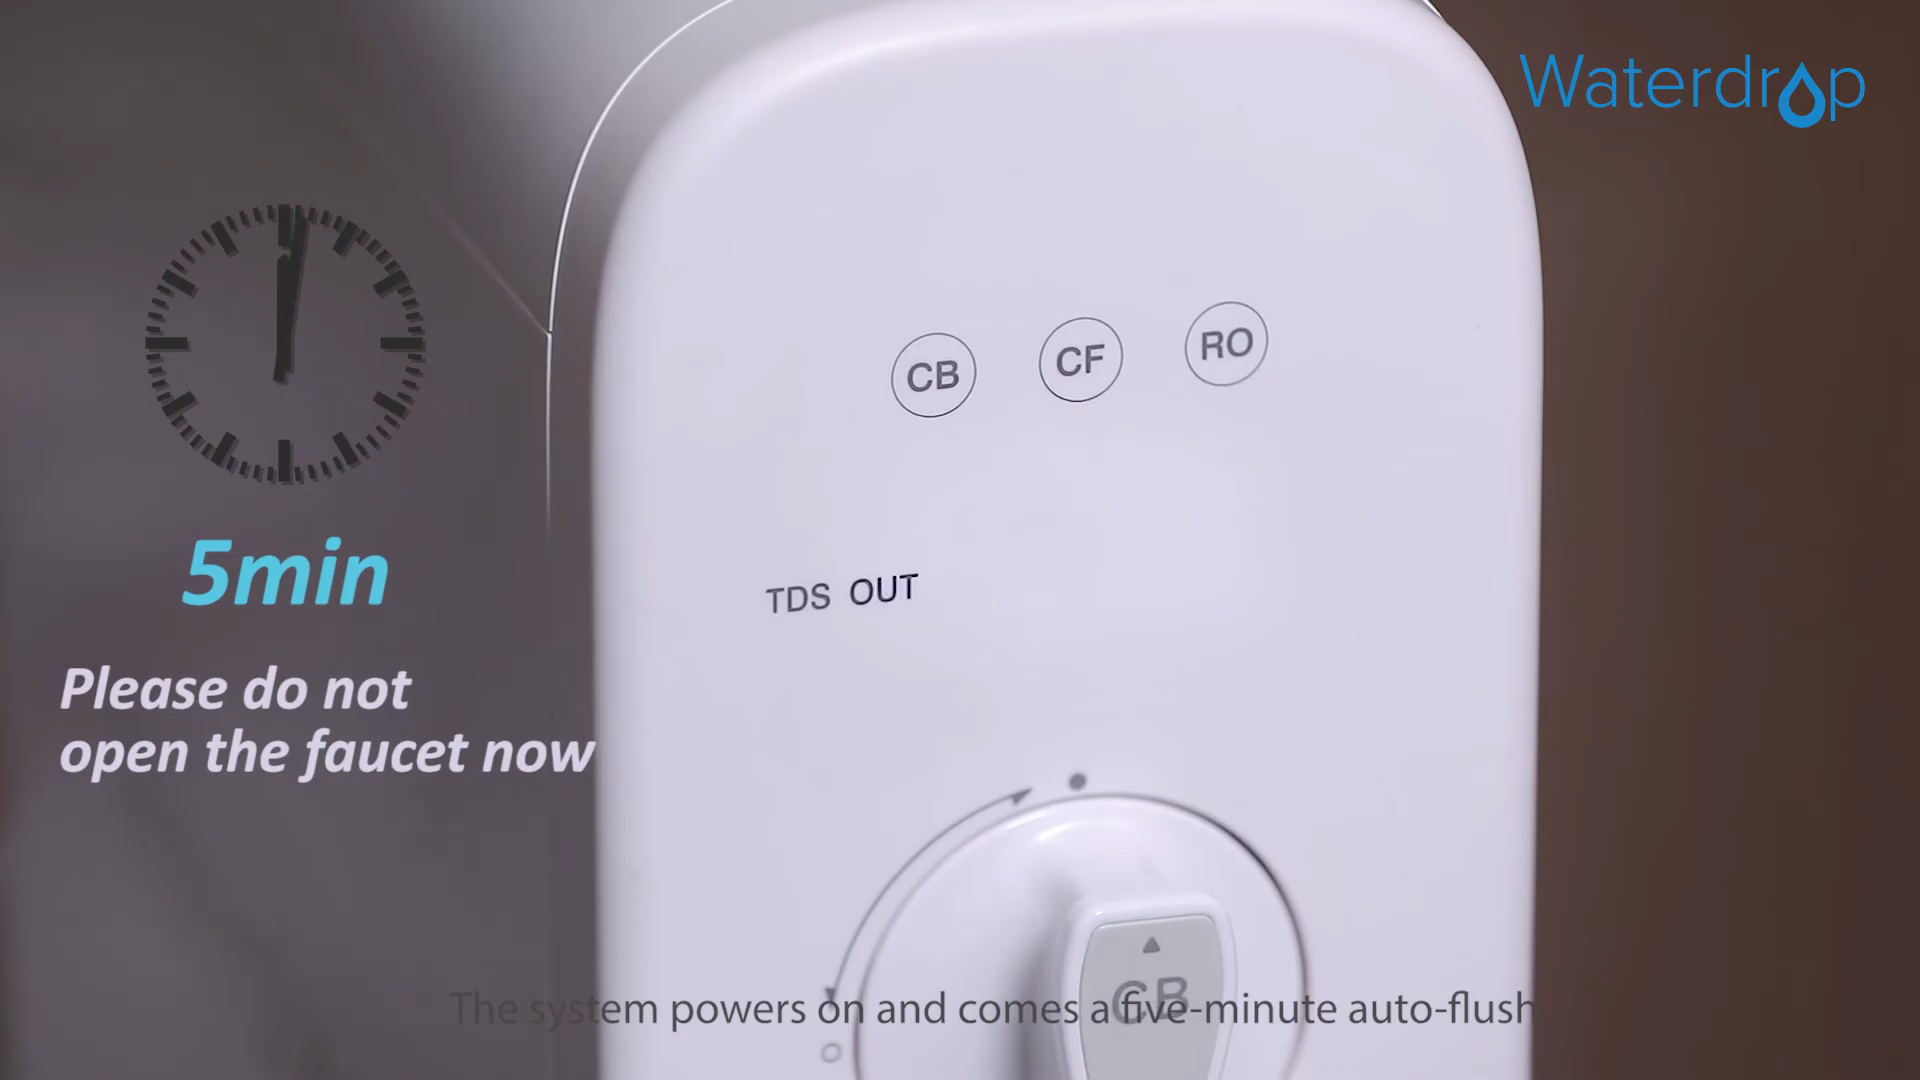 Waterdrop
CB CF RO
5min
TDS OUT
Please do not
open the faucet now
CB
The system powers on and comes a five-minute auto-flush